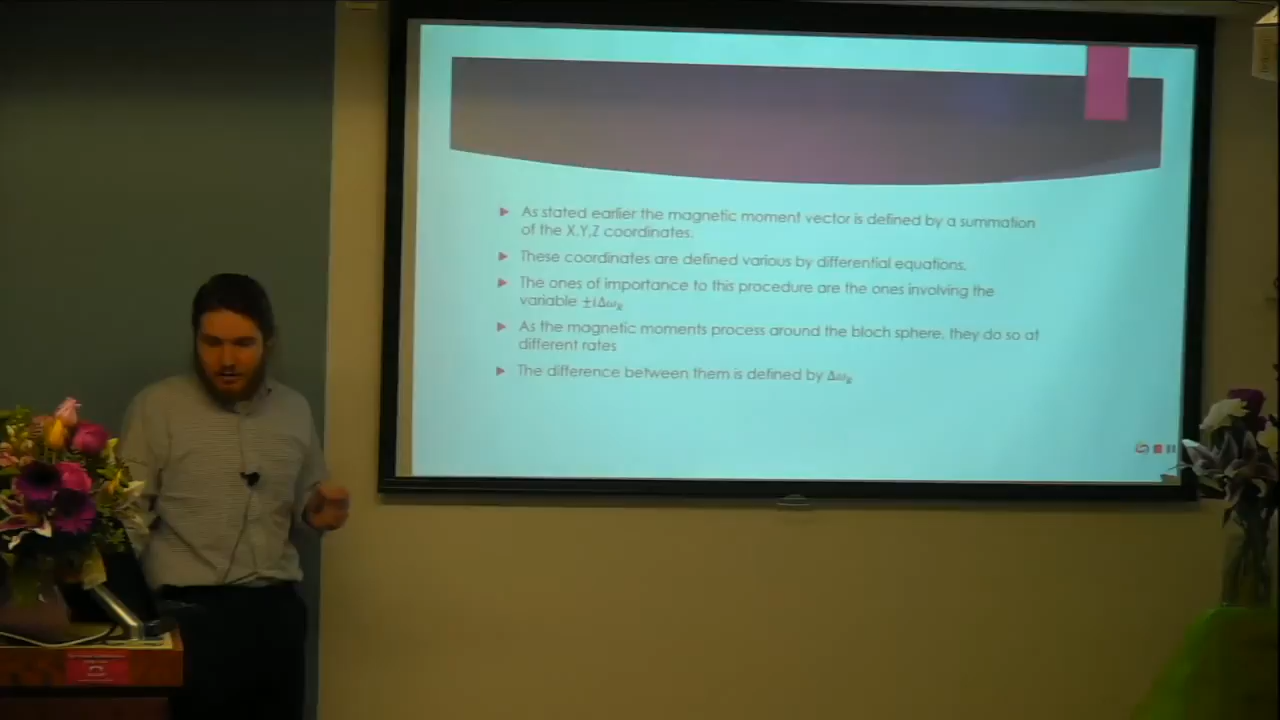 As stated earlier the magnetic moment vector is defined by a summation
of the X,Y,Z coordinates.
These coordinates are defined various by differential equations.
The ones of importance to this procedure are the ones involving the
variable ±iΔω
As the magnetic moments process around the bloch sphere, they do so at
different rates
The difference between them is defined by Δω